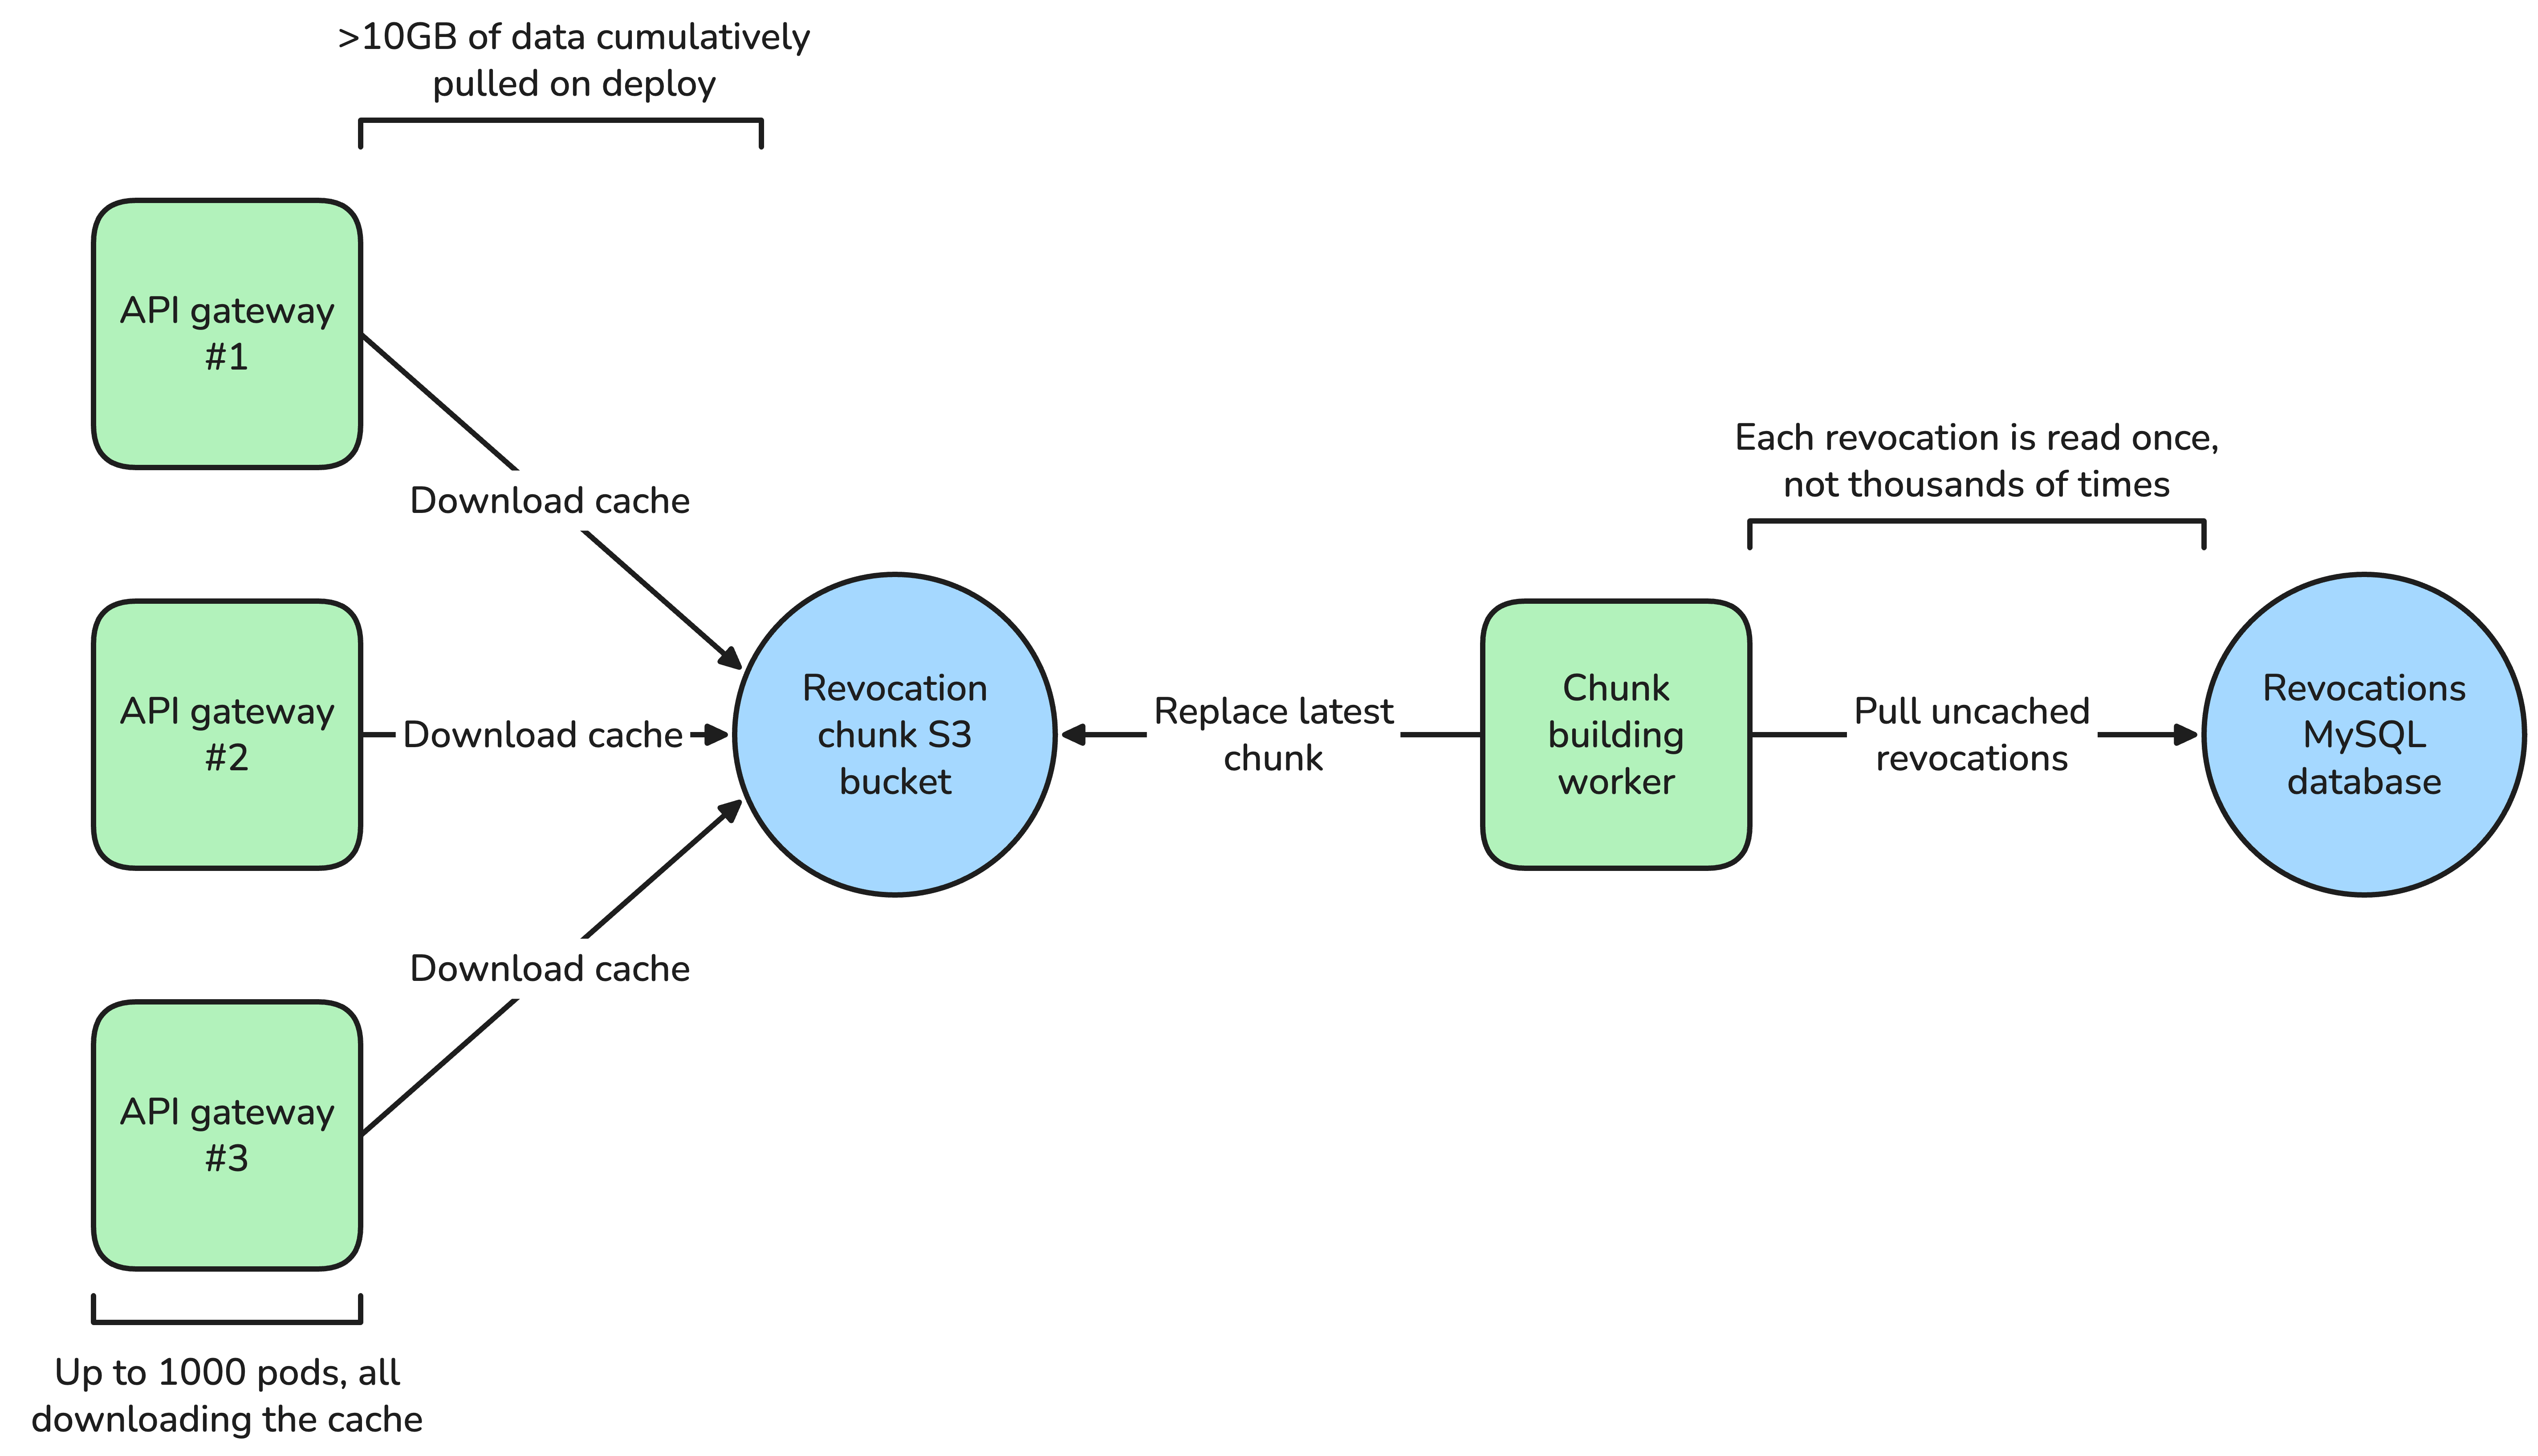 >10GB of data cumulatively
pulled on deploy
API gateway
#1
Download cache
Each revocation is read once,
not thousands of times
API gateway
#2
Download cache
Revocation
chunk S3
bucket
Replace latest
chunk
Chunk
building
worker
Pull uncached
revocations
Revocations
MySQL
database
Download cache
API gateway
#3
Up to 1000 pods, all
downloading the cache